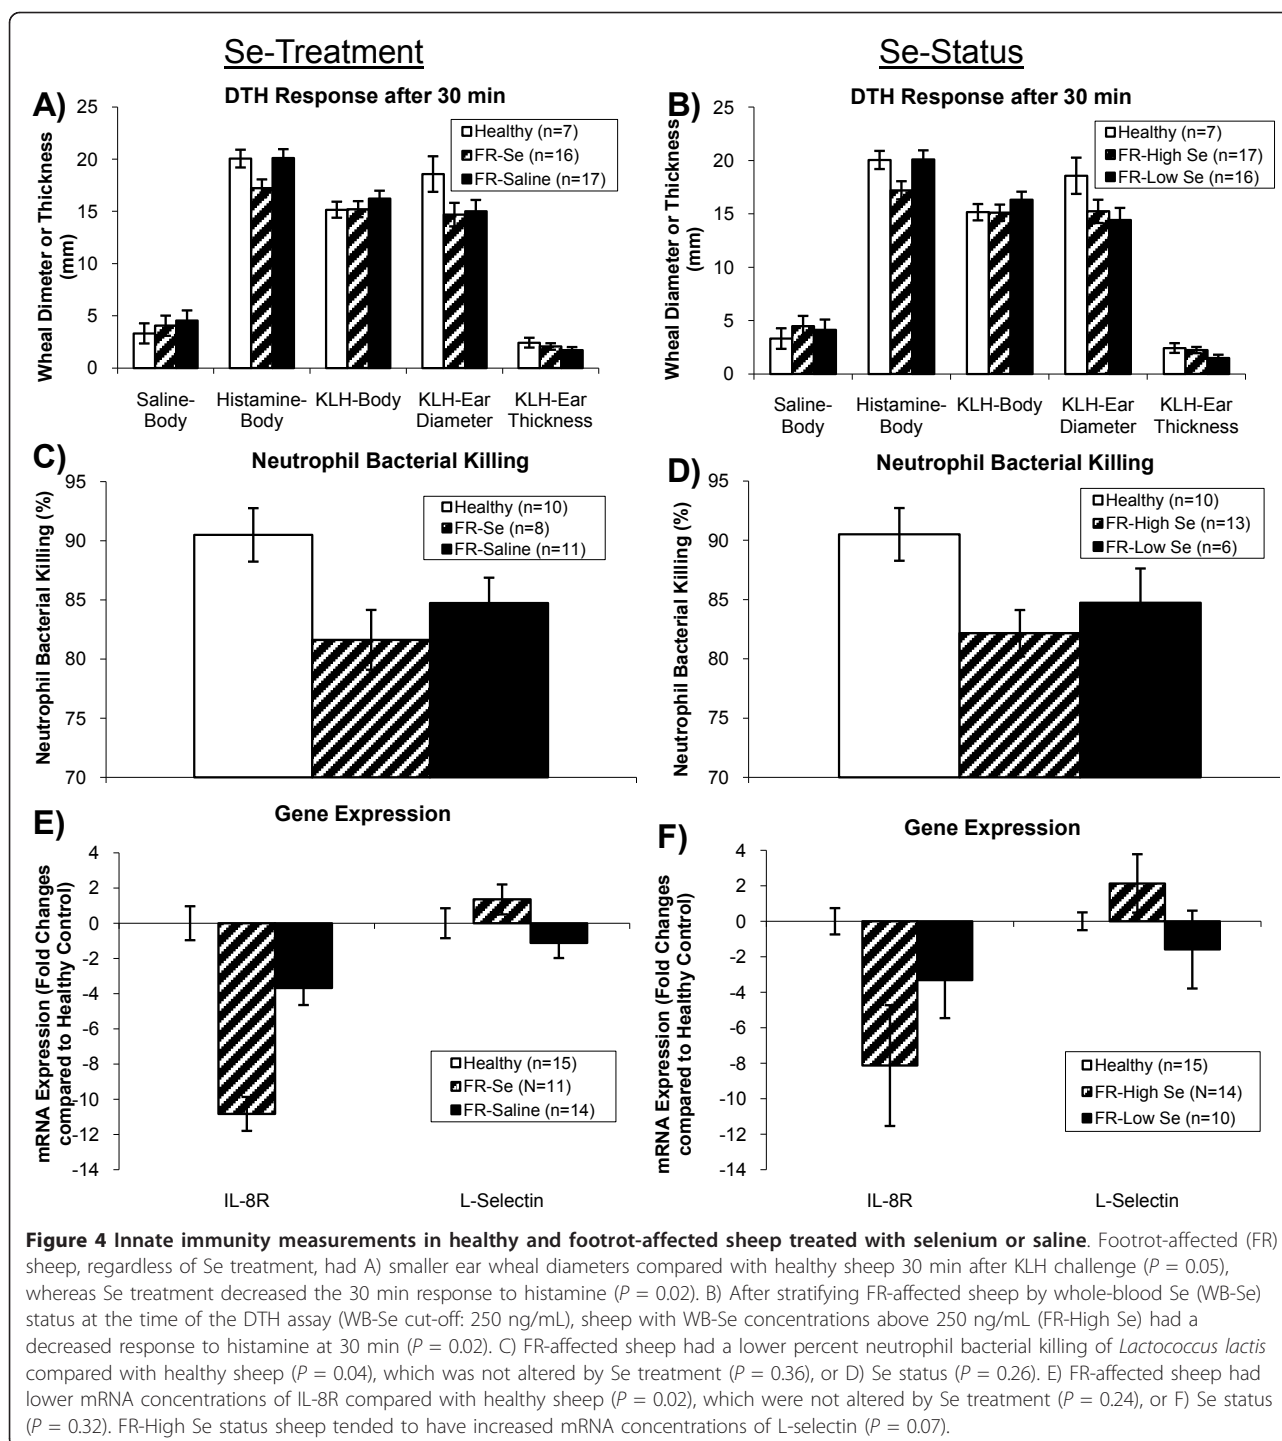 Se-Treatment
Se-Status
A)
DTH Response after 30 min
Wheal Dimeter or Thickness
(mm)
25
20
15
10
5
0
Healthy (n=7)
FR-Se (n=16)
FR-Saline (n=17)
Saline-
Body
Histamine-
Body
KLH-Body
KLH-Ear
Diameter
KLH-Ear
Thickness
B)
DTH Response after 30 min
Wheal Diameter or Thickness
(mm)
25
20
15
10
5
0
Healthy (n=7)
FR-High Se (n=17)
FR-Low Se (n=16)
Saline-
Body
Histamine-
Body
KLH-Body
KLH-Ear
Diameter
KLH-Ear
Thickness
C)
Neutrophil Bacterial Killing
Neutrophil Bacterial Killing (%)
95
90
85
80
75
70
Healthy (n=10)
FR-Se (n=8)
FR-Saline (n=11)
D)
Neutrophil Bacterial Killing
Neutrophil Bacterial Killing (%)
95
90
85
80
75
70
Healthy (n=10)
FR-High Se (n=13)
FR-Low Se (n=6)
E)
Gene Expression
mRNA Expression (Fold Changes
compared to Healthy Control)
4
2
0
-2
-4
-6
-8
-10
-12
-14
Healthy (n=15)
FR-Se (N=11)
FR-Saline (n=14)
IL-8R
L-Selectin
F)
Gene Expression
mRNA Expression (Fold Changes
compared to Healthy Control)
4
2
0
-2
-4
-6
-8
-10
-12
-14
Healthy (n=15)
FR-High Se (N=14)
FR-Low Se (n=10)
IL-8R
L-Selectin
Figure 4 Innate immunity measurements in healthy and footrot-affected sheep treated with selenium or saline. Footrot-affected (FR)
sheep, regardless of Se treatment, had A) smaller ear wheal diameters compared with healthy sheep 30 min after KLH challenge (P = 0.05),
whereas Se treatment decreased the 30 min response to histamine (P = 0.02). B) After stratifying FR-affected sheep by whole-blood Se (WB-Se)
status at the time of the DTH assay (WB-Se cut-off: 250 ng/mL), sheep with WB-Se concentrations above 250 ng/mL (FR-High Se) had a
decreased response to histamine at 30 min (P = 0.02). C) FR-affected sheep had a lower percent neutrophil bacterial killing of Lactococcus lactis
compared with healthy sheep (P = 0.04), which was not altered by Se treatment (P = 0.36), or D) Se status (P = 0.26). E) FR-affected sheep had
lower mRNA concentrations of IL-8R compared with healthy sheep (P = 0.02), which were not altered by Se treatment (P = 0.24), or F) Se status
(P = 0.32). FR-High Se status sheep tended to have increased mRNA concentrations of L-selectin (P = 0.07).